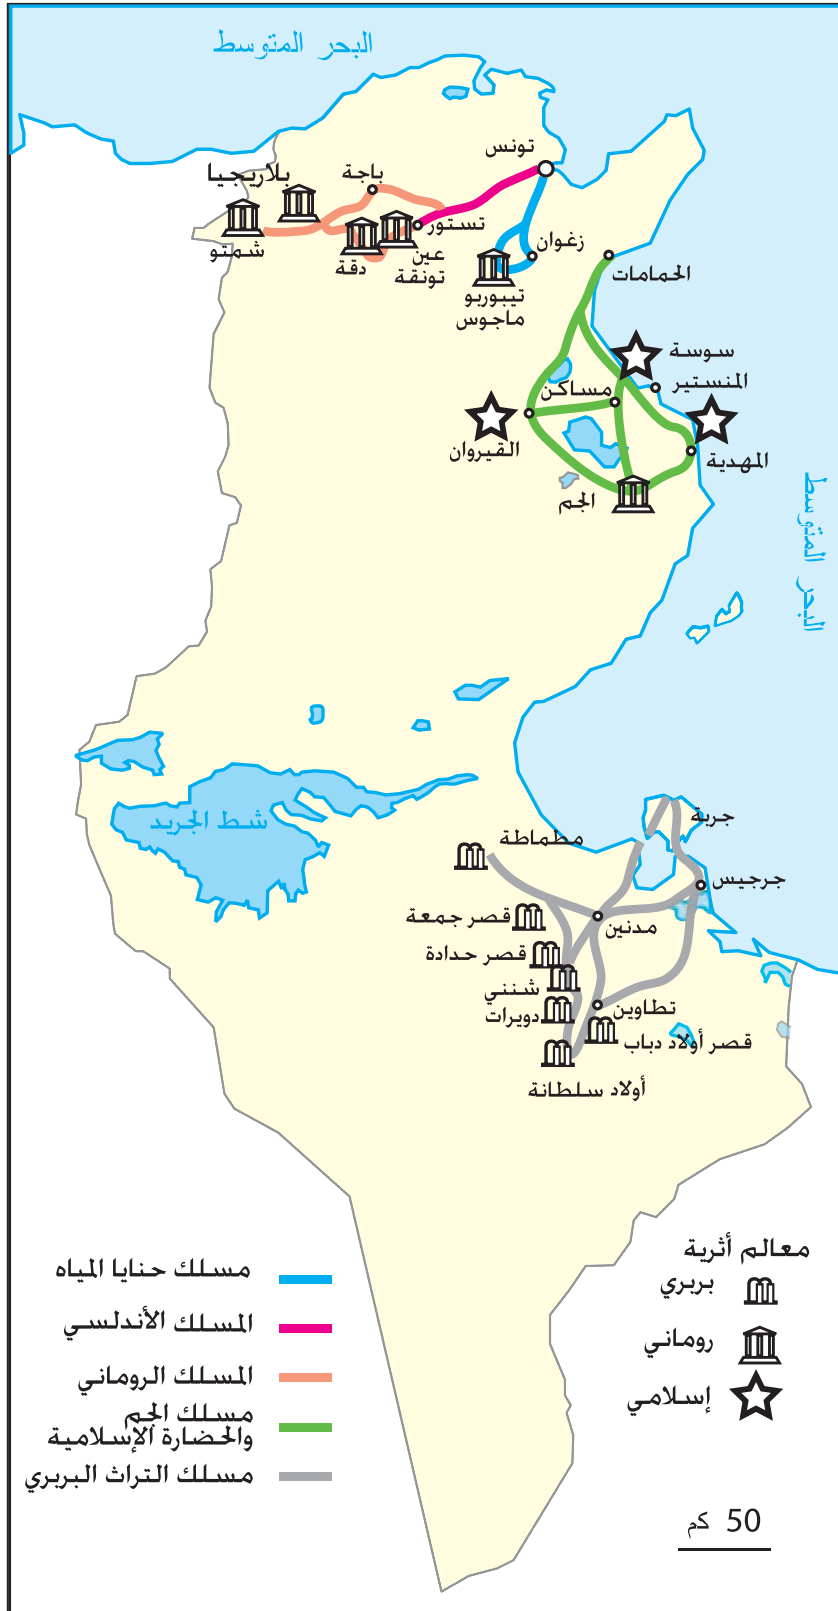 البحر المتوسط
تونس
باجة
بلاريجيا
تستور
شمتو
دقة
عين
تونقة
زغوان
تيبوربو
ماجوس
الحمامات
سوسة
المنستير
مساكن
القيروان
المهدية
الجم
البحر المتوسط
شط الجريد
جربة
مطماطة
جرجيس
قصر جمعة
مدنين
قصر حدادة
شنني
دويرات
تطاوين
قصر أولاد دباب
أولاد سلطانة
معالم أثرية
بربري
روماني
إسلامي
مسلك حنايا المياه
المسلك الأندلسي
المسلك الروماني
مسلك الجم
والحضارة الإسلامية
مسلك التراث البربري
50 كم